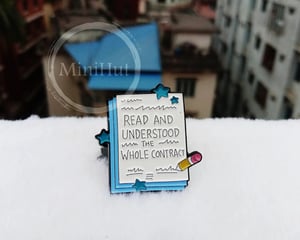 MiniHut
READ AND
UNDERSTOOD
THE
WHOLE CONTRACT